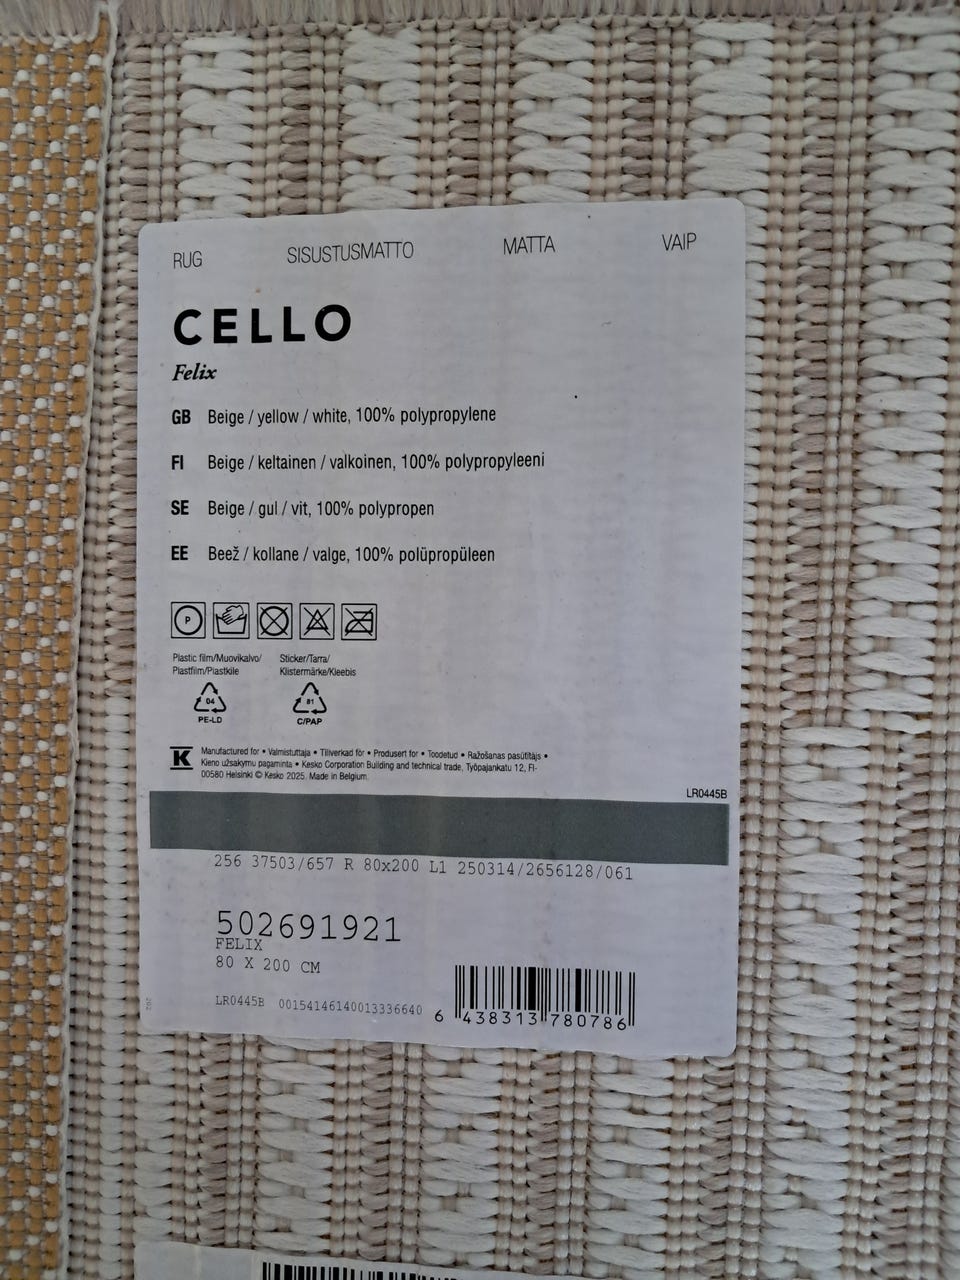 RUG SISUSTUSMATTO MATTA VAIP
CELLO
Felix
GB Beige / yellow / white, 100% polypropylene
FI Beige / keltainen / valkoinen, 100% polypropyleeni
SE Beige / gul / vit, 100% polypropen
EE Beež / kollane / valge, 100% polüpropüleen
P
Plastic film/Muovikalvo/ Sticker/Tarra/
Plastfilm/Plastkile Klistermärke/Kleebis
04 81
PE-LD C/PAP
K Manufactured for • Valmistuttaja • Tillverkad för • Produsert for • Toodetud • Ražošanas pasūtītājs •
Kieno užsakymu pagaminta • Kesko Corporation Building and technical trade, Työpajankatu 12, FI-
00580 Helsinki © Kesko 2025. Made in Belgium.
LR0445B
256 37503/657 R 80x200 L1 250314/2656128/061
502691921
FELIX
80 X 200 CM
LR0445B 00154146140013336640
6 438313 780786